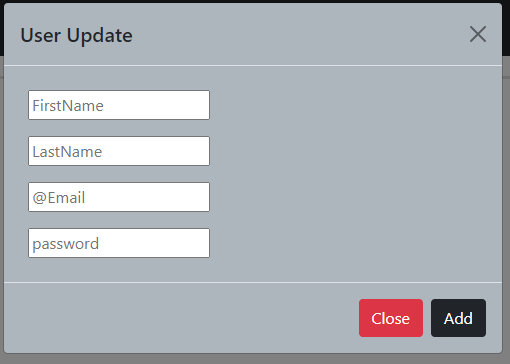 User Update
FirstName
LastName
@Email
password
Close Add